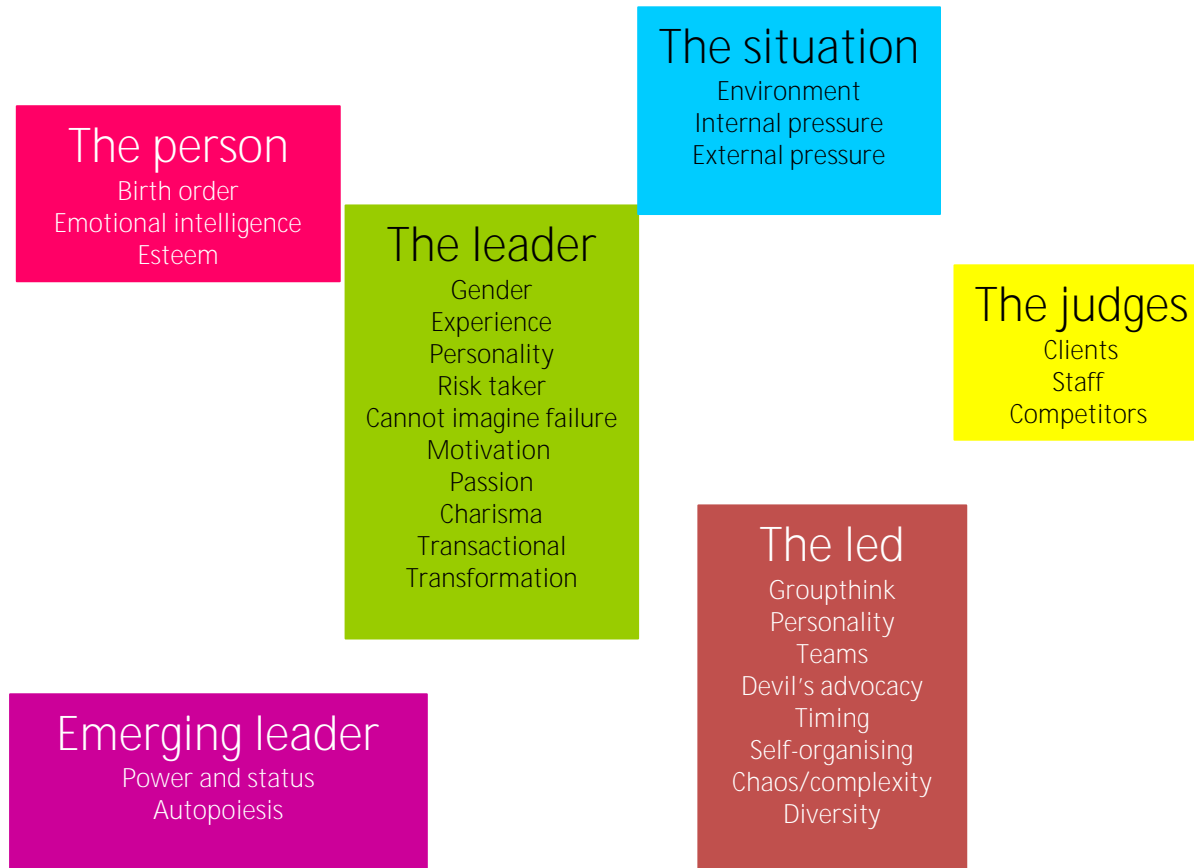 The situation
Environment
Internal pressure
External pressure
The person
Birth order
Emotional intelligence
Esteem
The leader
Gender
Experience
Personality
Risk taker
Cannot imagine failure
Motivation
Passion
Charisma
Transactional
Transformation
The judges
Clients
Staff
Competitors
The led
Groupthink
Personality
Teams
Devil's advocacy
Timing
Self-organising
Chaos/complexity
Diversity
Emerging leader
Power and status
Autopoiesis